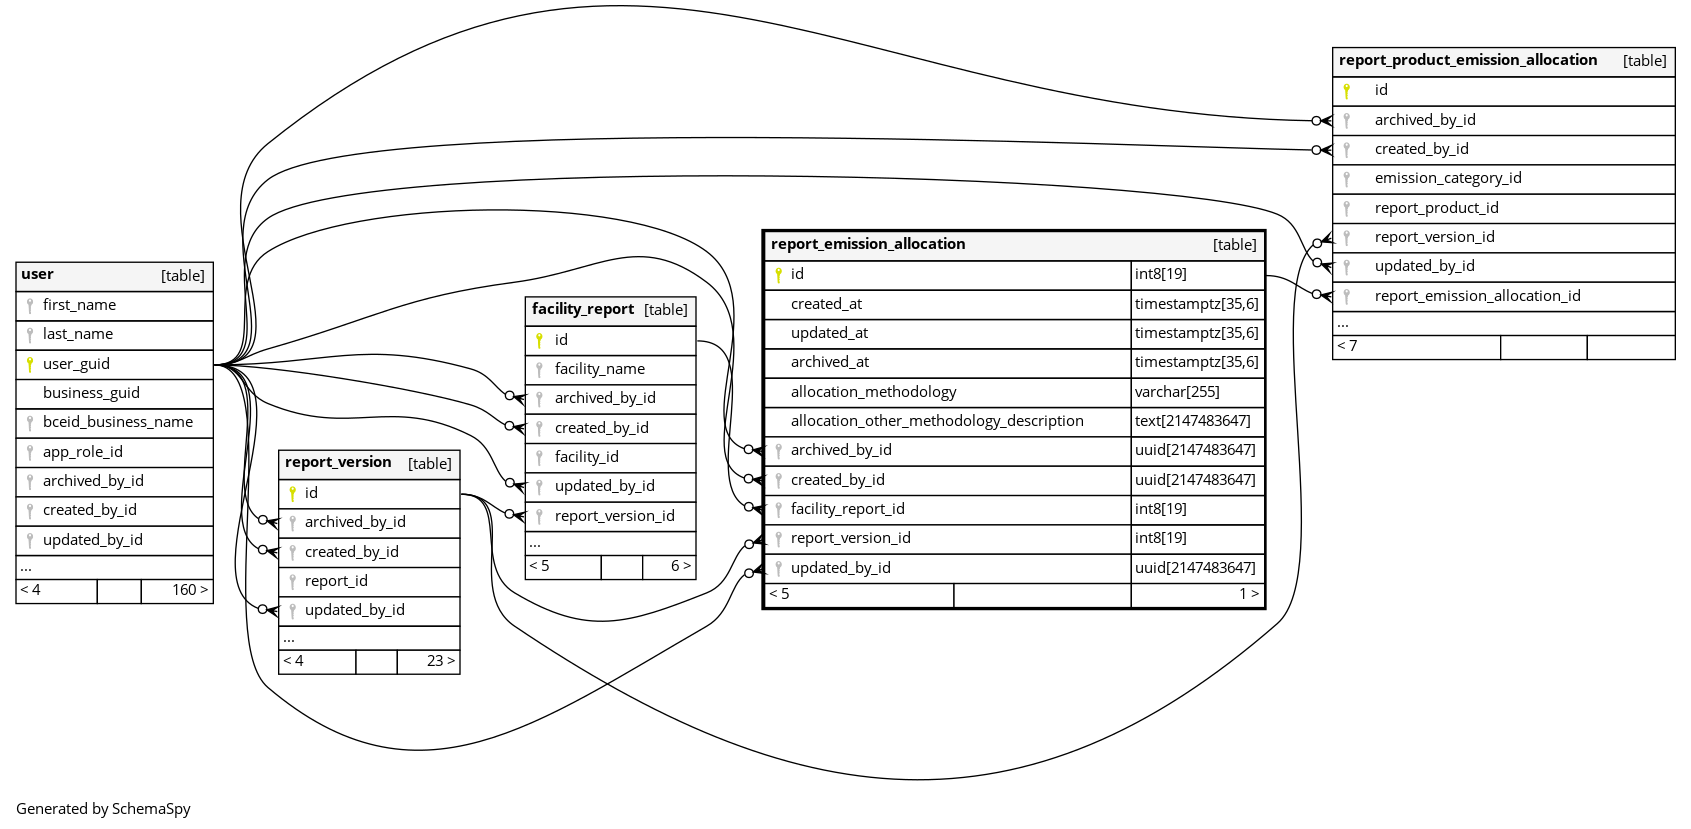 user [table]
first_name
last_name
user_guid
business_guid
bceid_business_name
app_role_id
archived_by_id
created_by_id
updated_by_id
...
< 4 160 >
report_version [table]
id
archived_by_id
created_by_id
report_id
updated_by_id
...
< 4 23 >
facility_report [table]
id
facility_name
archived_by_id
created_by_id
facility_id
updated_by_id
report_version_id
...
< 5 6 >
report_emission_allocation [table]
id int8[19]
created_at timestamptz[35,6]
updated_at timestamptz[35,6]
archived_at timestamptz[35,6]
allocation_methodology varchar[255]
allocation_other_methodology_description text[2147483647]
archived_by_id uuid[2147483647]
created_by_id uuid[2147483647]
facility_report_id int8[19]
report_version_id int8[19]
updated_by_id uuid[2147483647]
< 5 1 >
report_product_emission_allocation [table]
id
archived_by_id
created_by_id
emission_category_id
report_product_id
report_version_id
updated_by_id
report_emission_allocation_id
...
< 7
Generated by SchemaSpy